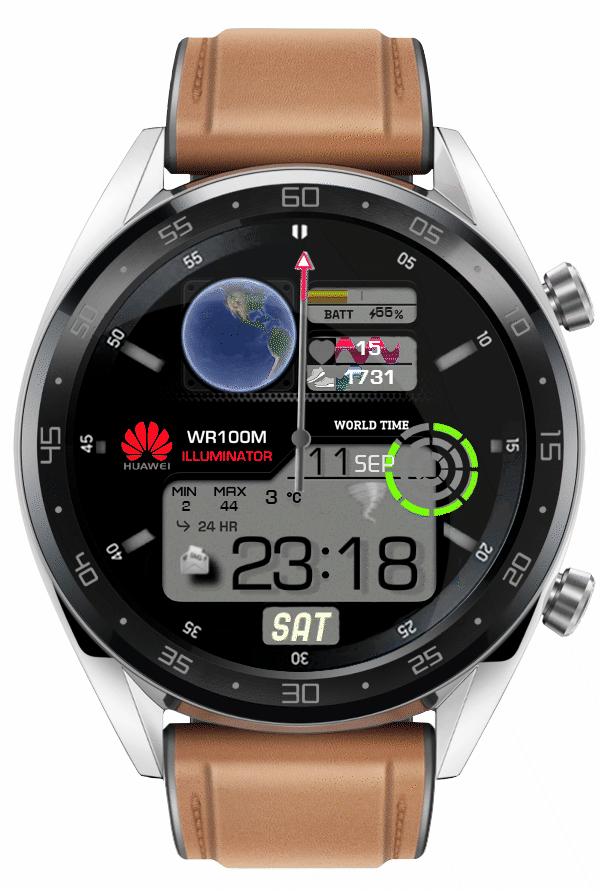 60
55 05
55 05
50 10
50 10
BATT %
15
1731
WORLD TIME
45 45 15 15
HUAWEI
WR100M
ILLUMINATOR
11 SEP
MIN MAX 3 °C
2 44
24 HR
23:18
40 20
40 20
SAT
35 25
35 25
30
30